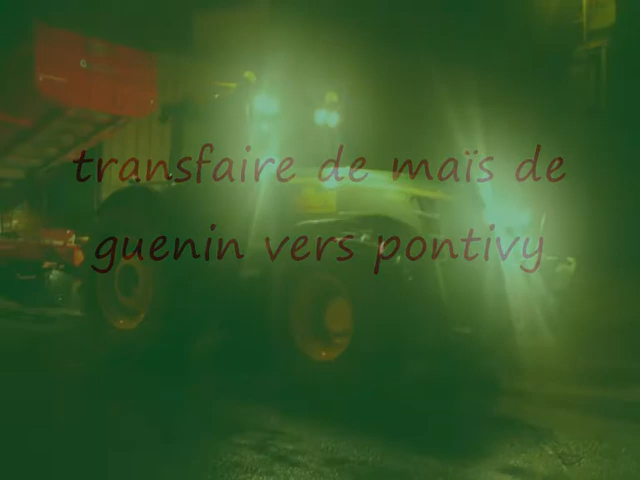 transfaire de maïs de
guenin vers pontivy